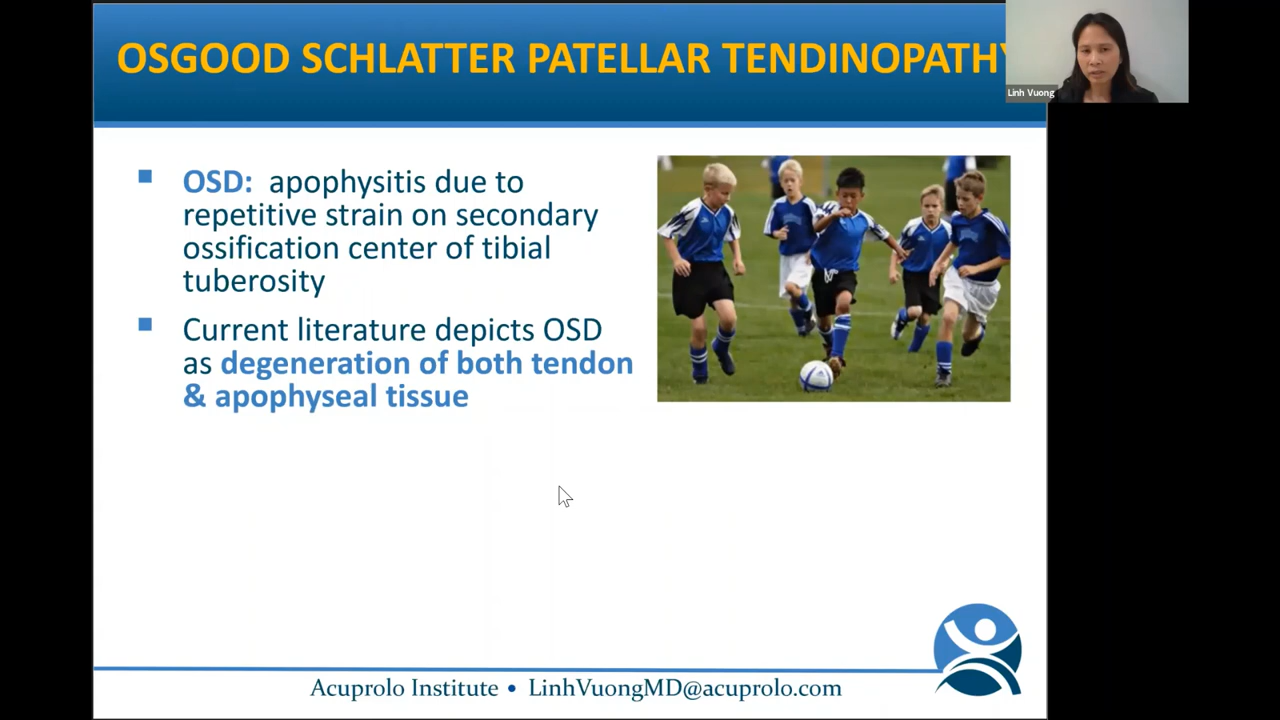 OSGOOD SCHLATTER PATELLAR TENDINOPATHY
Linh Vuong
OSD: apophysitis due to
repetitive strain on secondary
ossification center of tibial
tuberosity
Current literature depicts OSD
as degeneration of both tendon
& apophyseal tissue
Acuprolo Institute • LinhVuongMD@acuprolo.com